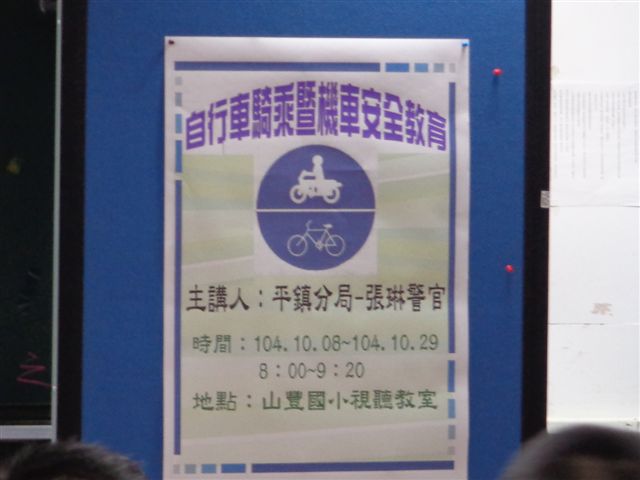 自行車騎乘暨機車安全教育
主講人：平鎮分局-張琳警官
時間：104.10.08~104.10.29
8：00~9：20
地點：山豐國小視聽教室